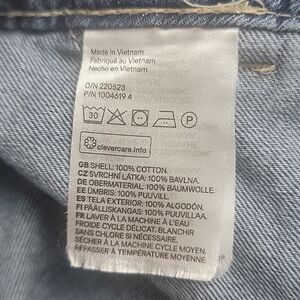 Made in Vietnam
Fabriqué au Vietnam
Hecho en Vietnam
O/N 220523
P/N 1004619 4
30
P
clevercare.info
GB SHELL: 100% COTTON.
CZ SVRCHNÍ LÁTKA: 100% BAVLNA.
DE OBERMATERIAL: 100% BAUMWOLLE.
EE ÜMBRIS: 100% PUUVILL.
ES TELA EXTERIOR: 100% ALGODÓN.
FI PÄÄLLISKANGAS: 100% PUUVILLAA.
FR LAVER À LA MACHINE À L'EAU
FROIDE CYCLE DÉLICAT. BLANCHIR
SANS CHLORE SI NÉCESSAIRE.
SÉCHER À LA MACHINE CYCLE MOYEN.
REPASSER À TEMPÉRATURE MOYENNE